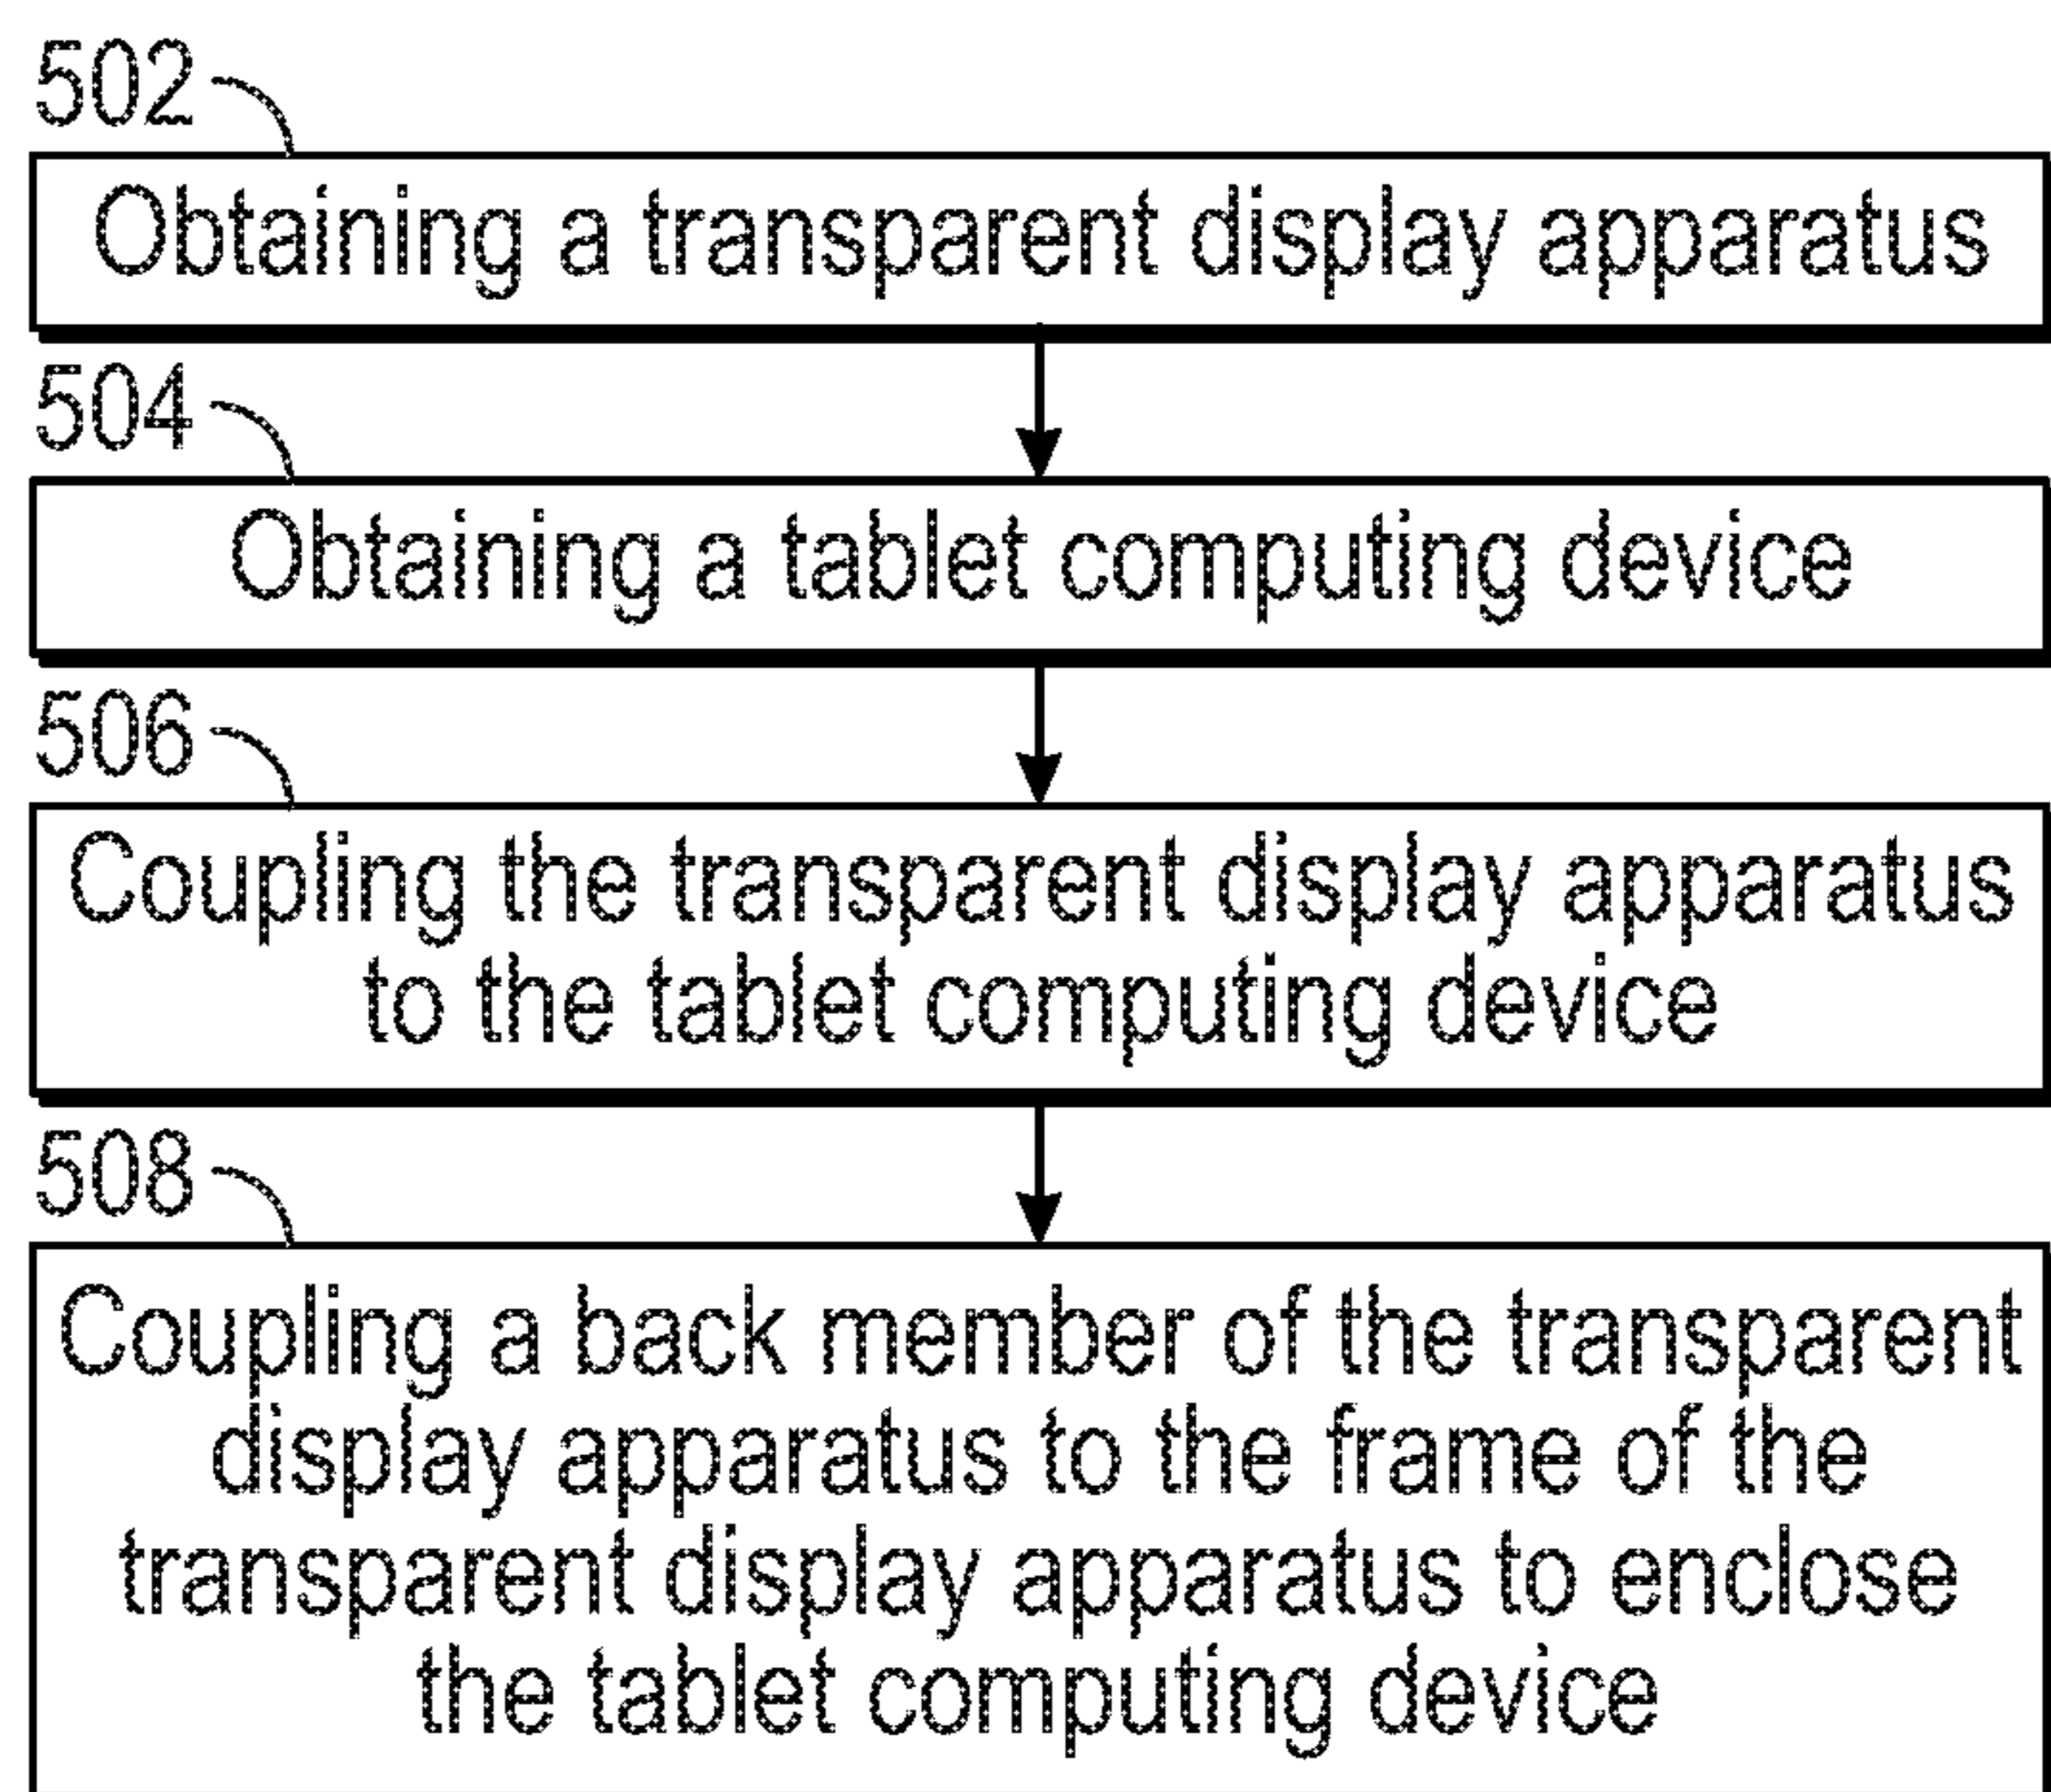 502
Obtaining a transparent display apparatus
504
Obtaining a tablet computing device
506
Coupling the transparent display apparatus
to the tablet computing device
508
Coupling a back member of the transparent
display apparatus to the frame of the
transparent display apparatus to enclose
the tablet computing device